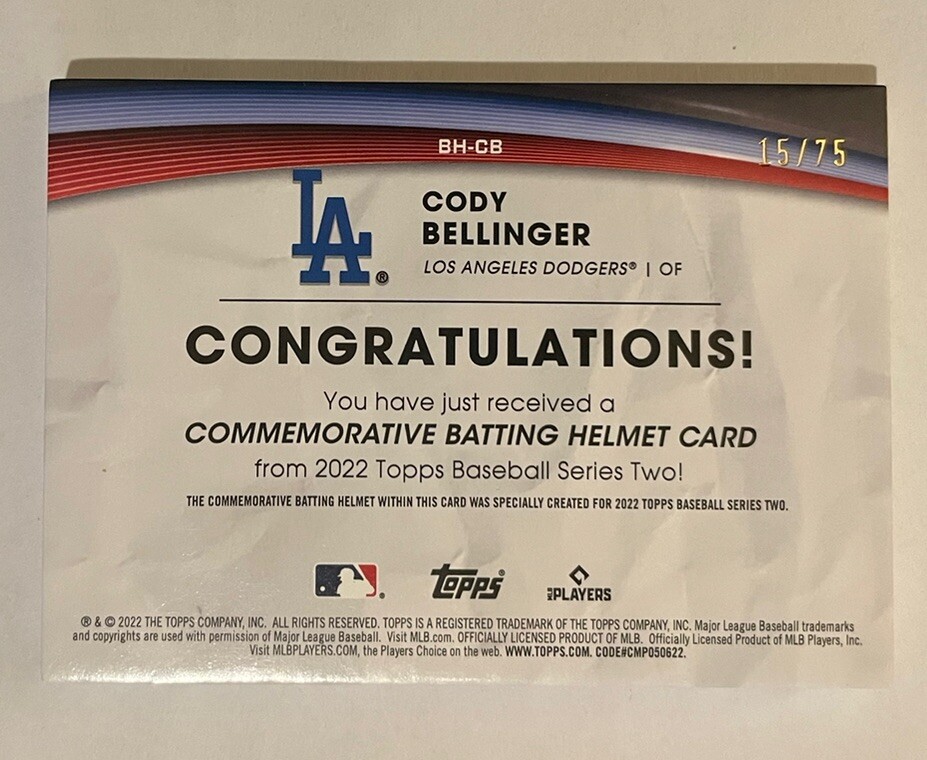 BH-CB
15/75
LA®
CODY
BELLINGER
LOS ANGELES DODGERS® | OF
CONGRATULATIONS!
You have just received a
COMMEMORATIVE BATTING HELMET CARD
from 2022 Topps Baseball Series Two!
THE COMMEMORATIVE BATTING HELMET WITHIN THIS CARD WAS SPECIALLY CREATED FOR 2022 TOPPS BASEBALL SERIES TWO.
topps® MLB PLAYERS
® & © 2022 THE TOPPS COMPANY, INC. ALL RIGHTS RESERVED. TOPPS IS A REGISTERED TRADEMARK OF THE TOPPS COMPANY, INC. Major League Baseball trademarks
and copyrights are used with permission of Major League Baseball. Visit MLB.com. OFFICIALLY LICENSED PRODUCT OF MLB. Officially Licensed Product of MLB Players, Inc.
Visit MLBPLAYERS.COM, the Players Choice on the web. WWW.TOPPS.COM. CODE#CMP050622.